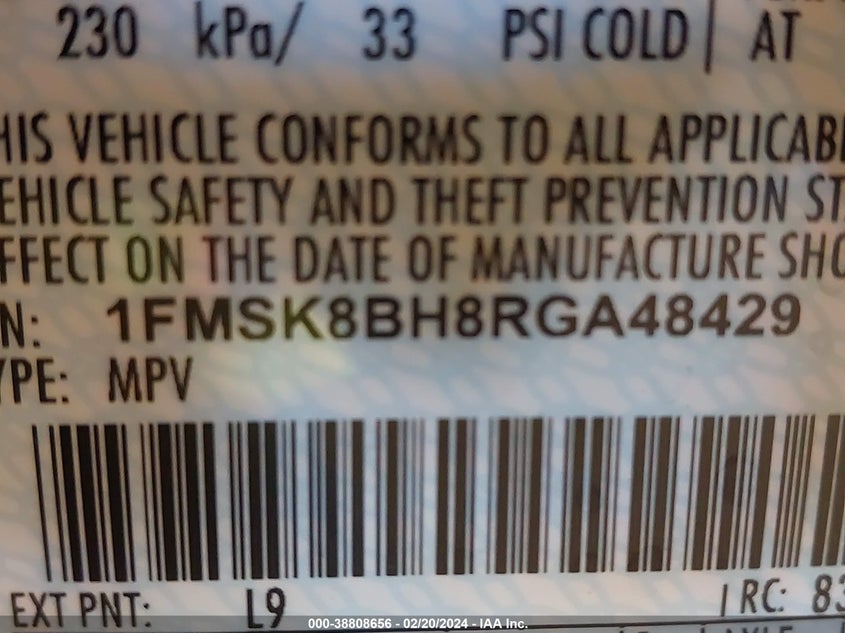 230 kPa/ 33 PSI COLD | AT
HIS VEHICLE CONFORMS TO ALL APPLICABL
EHICLE SAFETY AND THEFT PREVENTION ST
FFECT ON THE DATE OF MANUFACTURE SHO
N: 1FMSK8BH8RGA48429
YPE: MPV
EXT PNT: L9 RC: 83
000-38808656 - 02/20/2024 - IAA Inc.